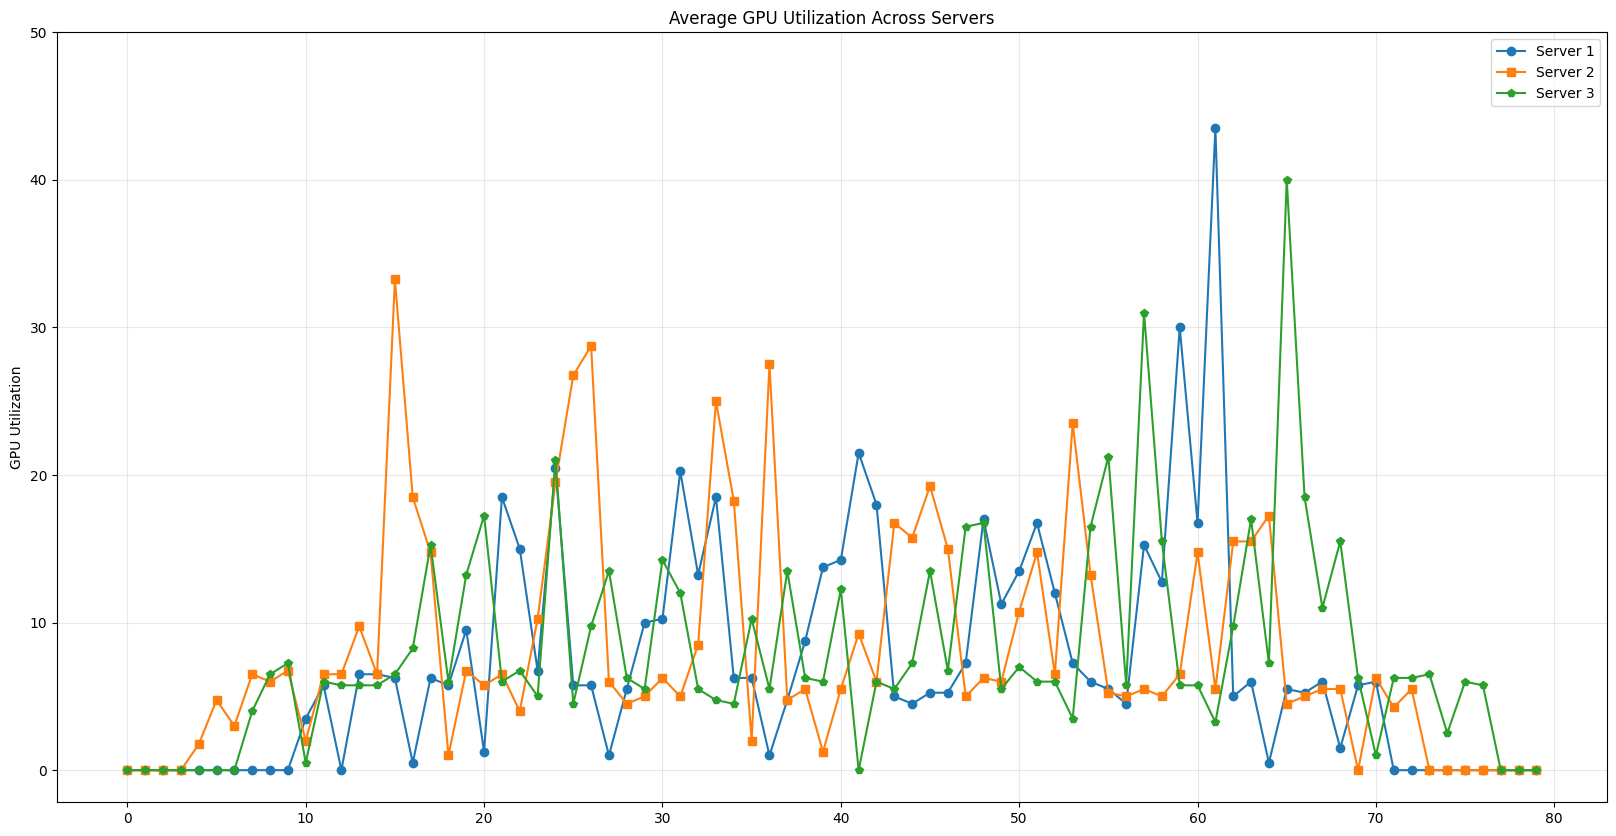 Average GPU Utilization Across Servers
GPU Utilization
50
40
30
20
10
0
0 10 20 30 40 50 60 70 80
Server 1
Server 2
Server 3